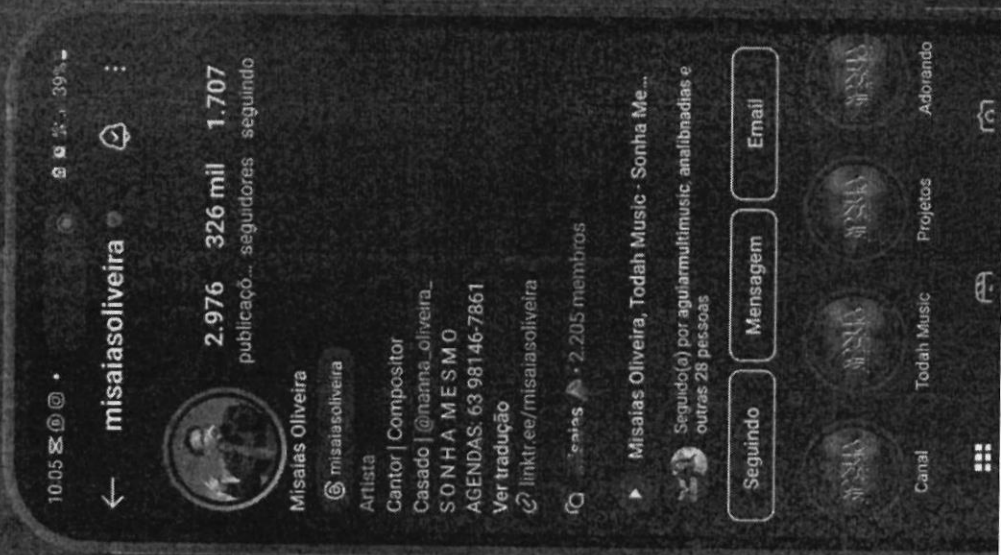 10:05
39%
misaiasoliveira
2.976 326 mil 1.707
publicaçõ... seguidores seguindo
Misaias Oliveira
misaiasoliveira
Artista
Cantor | Compositor
Casado | @nanna_oliveira_
S O N H A M E S M O
AGENDAS. 63 98146-7861
Ver tradução
linktr.ee/misaiasoliveira
• 2.205 membros
Misaias Oliveira, Todah Music · Sonha Me...
Seguido(a) por aguiarmultimusic, analibnadias e
outras 28 pessoas
Seguindo Mensagem Email
Canal Todah Music Projetos Adorando